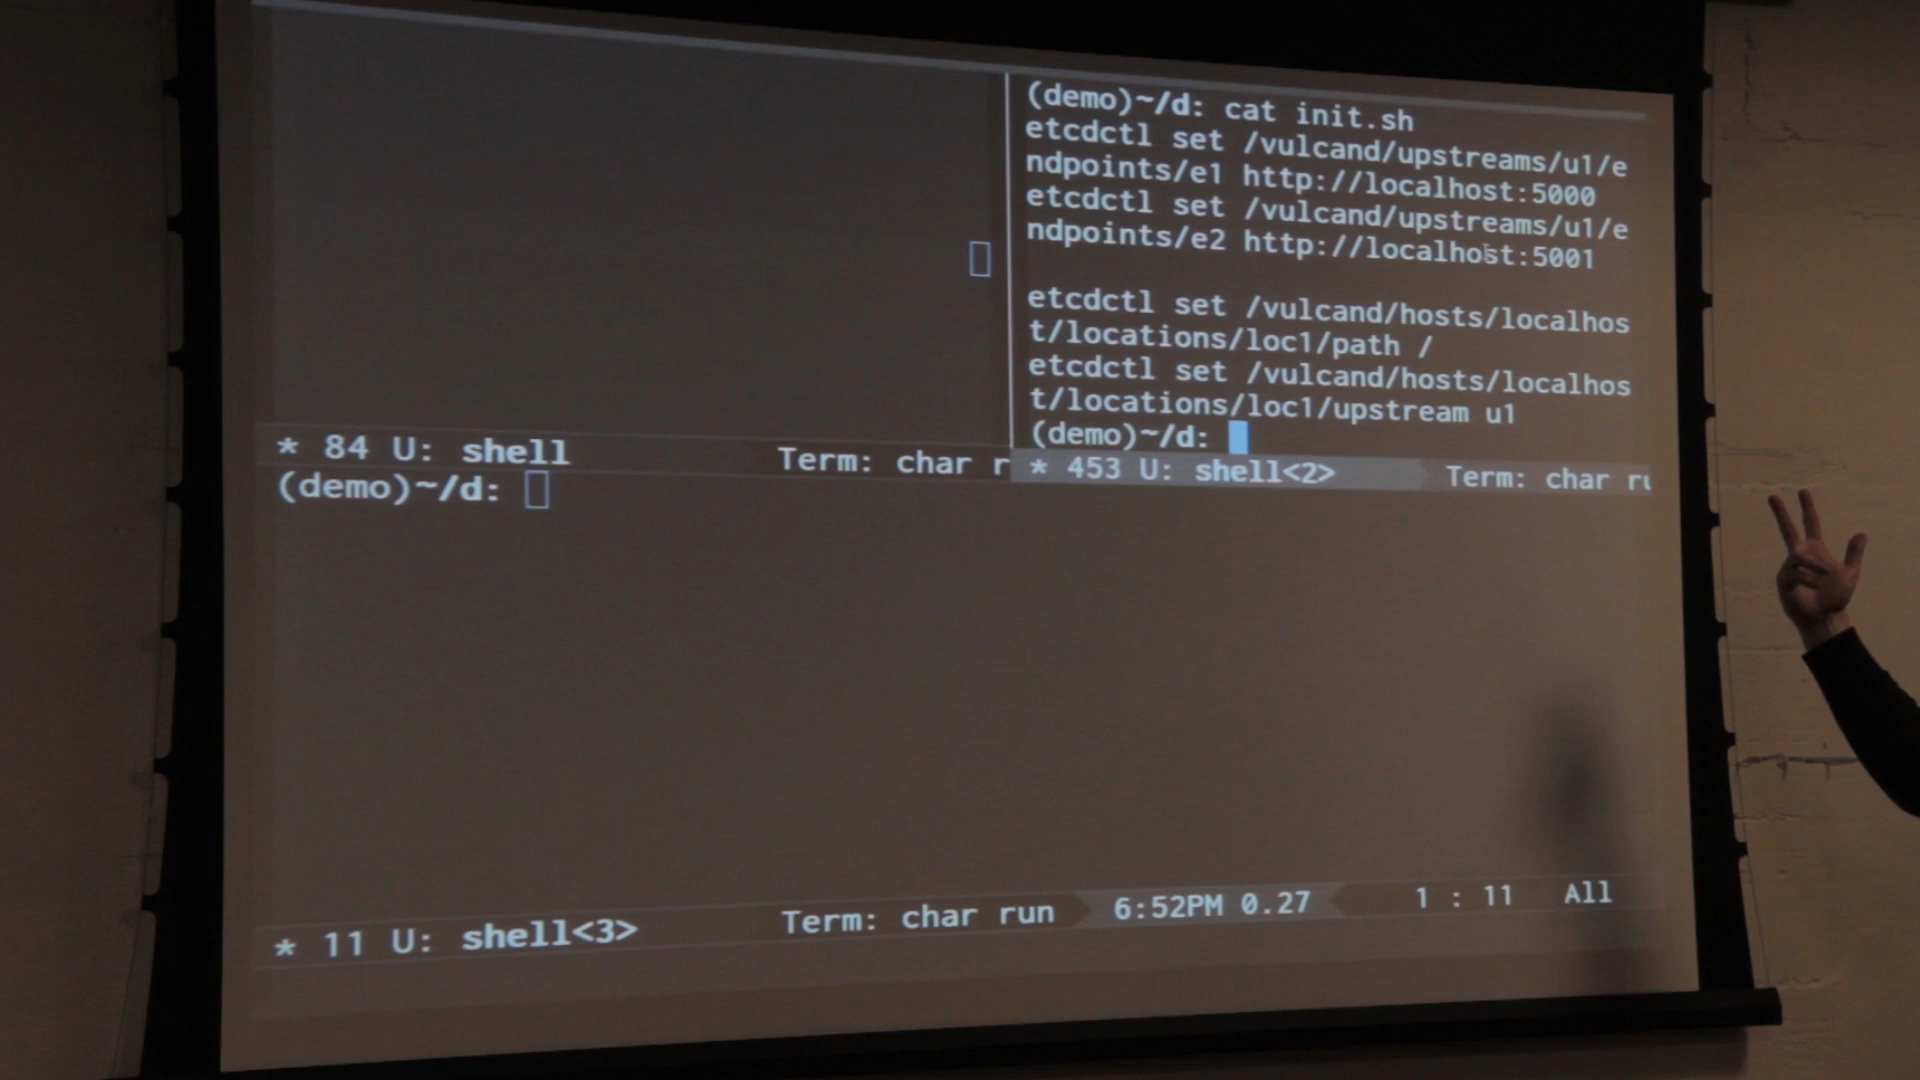 (demo)~/d: cat init.sh
etcdctl set /vulcand/upstreams/u1/e
ndpoints/e1 http://localhost:5000
etcdctl set /vulcand/upstreams/u1/e
ndpoints/e2 http://localhost:5001
etcdctl set /vulcand/hosts/localhos
t/locations/loc1/path /
etcdctl set /vulcand/hosts/localhos
t/locations/loc1/upstream u1
(demo)~/d:
* 84 U: shell Term: char r
* 453 U: shell<2> Term: char ru
(demo)~/d:
* 11 U: shell<3> Term: char run 6:52PM 0.27 1 : 11 All